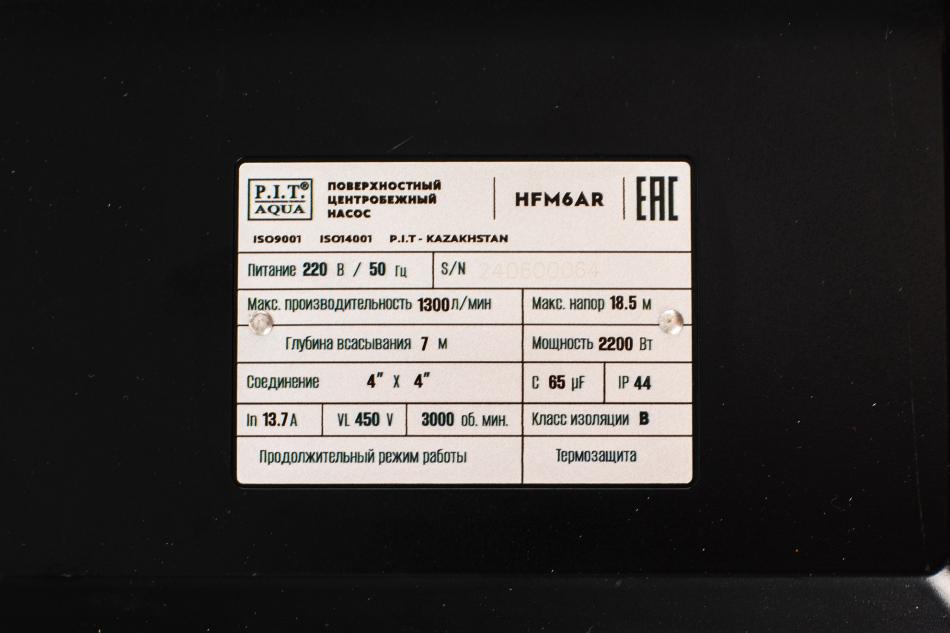 P.I.T.®
AQUA
ПОВЕРХНОСТНЫЙ
ЦЕНТРОБЕЖНЫЙ
НАСОС
HFM6AR
EAC
ISO9001 ISO14001 P.I.T - KAZAKHSTAN
Питание 220 В / 50 Гц
S/N 240600064
Макс. производительность 1300 л/мин
Макс. напор 18.5 м
Глубина всасывания 7 м
Мощность 2200 Вт
Соединение 4" X 4"
C 65 µF
IP 44
In 13.7 A
VL 450 V
3000 об. мин.
Класс изоляции B
Продолжительный режим работы
Термозащита